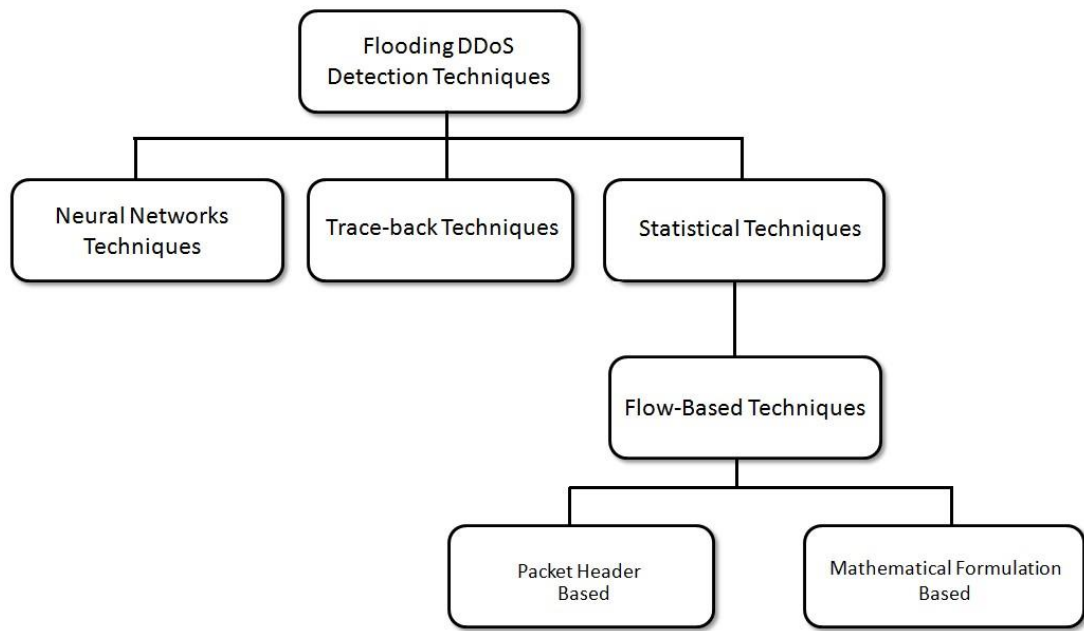 Flooding DDoS
Detection Techniques
Neural Networks
Techniques
Trace-back Techniques
Statistical Techniques
Flow-Based Techniques
Packet Header
Based
Mathematical Formulation
Based